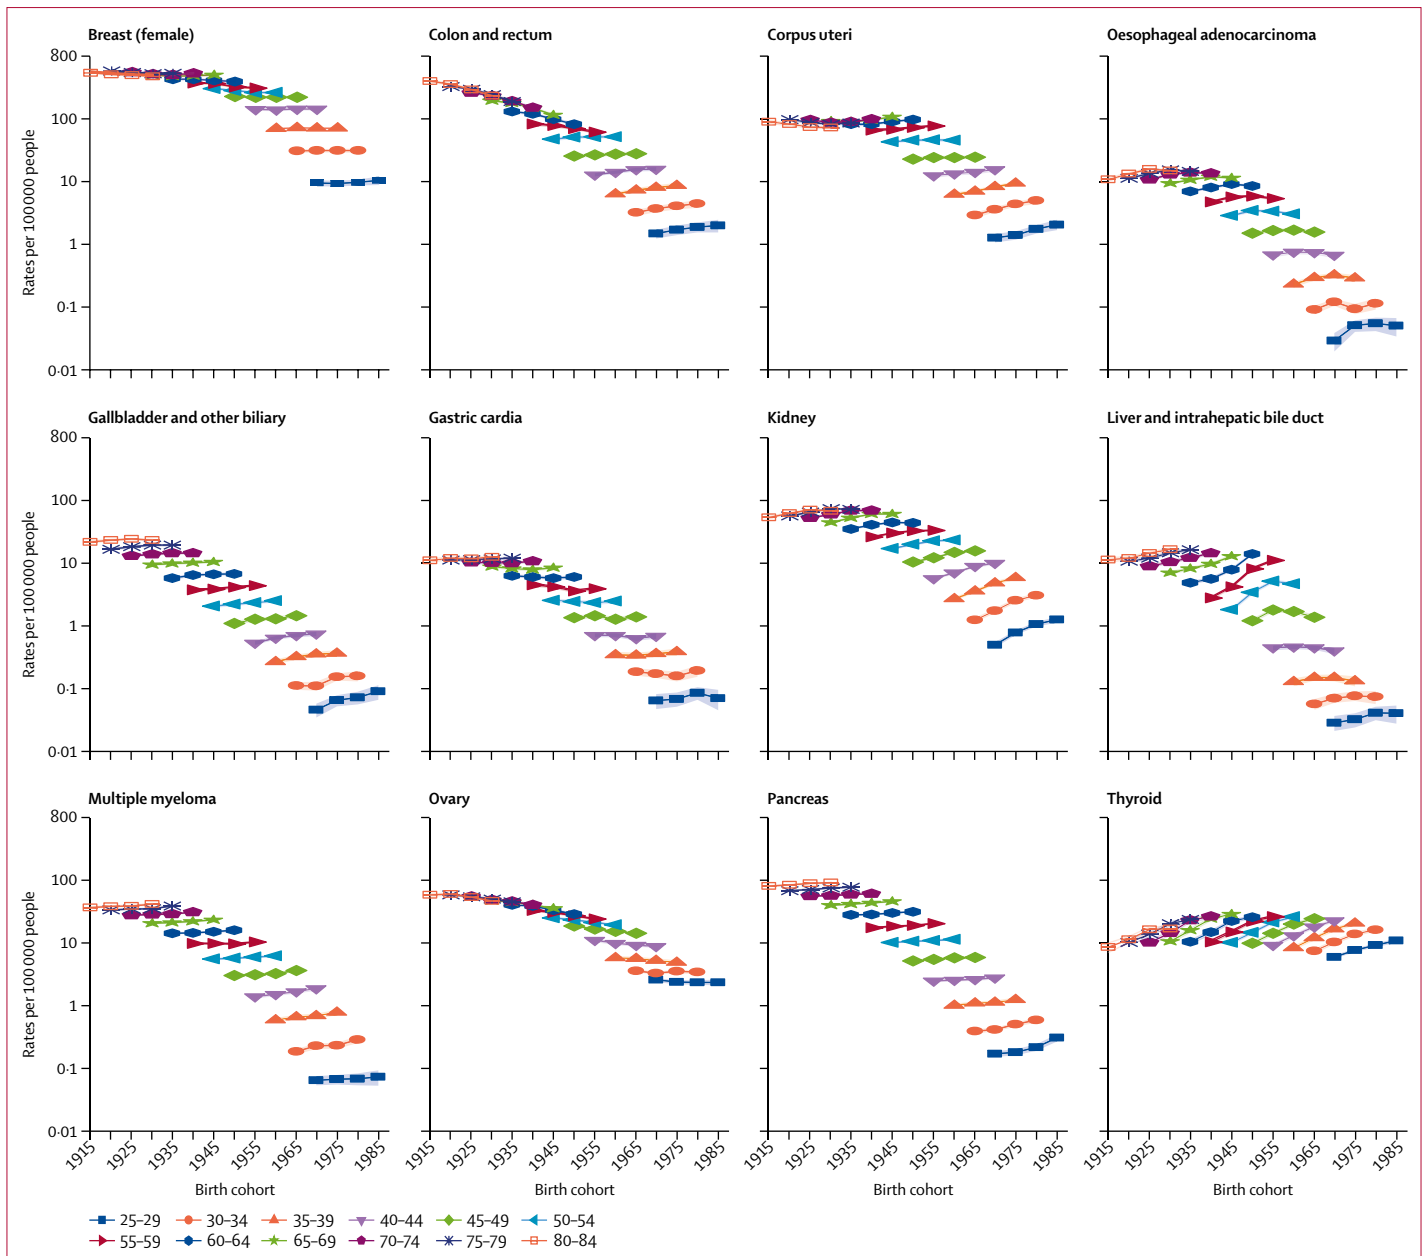 Breast (female)
Colon and rectum
Corpus uteri
Oesophageal adenocarcinoma
Rates per 100 000 people
800
100
10
1
0·1
0·01
Gallbladder and other biliary
Gastric cardia
Kidney
Liver and intrahepatic bile duct
Rates per 100 000 people
800
100
10
1
0·1
0·01
Multiple myeloma
Ovary
Pancreas
Thyroid
Rates per 100 000 people
800
100
10
1
0·1
0·01
1915 1925 1935 1945 1955 1965 1975 1985
1915 1925 1935 1945 1955 1965 1975 1985
1915 1925 1935 1945 1955 1965 1975 1985
1915 1925 1935 1945 1955 1965 1975 1985
Birth cohort
Birth cohort
Birth cohort
Birth cohort
25–29 30–34 35–39 40–44 45–49 50–54
55–59 60–64 65–69 70–74 75–79 80–84